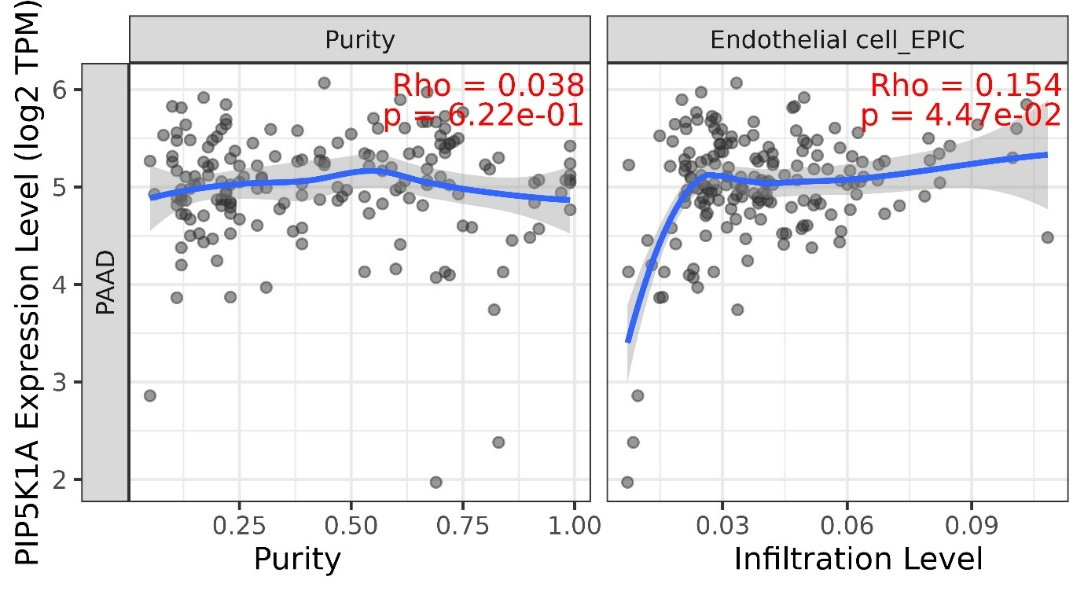 PIP5K1A Expression Level (log2 TPM)
PAAD
Purity
Endothelial cell_EPIC
Rho = 0.038
p = 6.22e-01
Rho = 0.154
p = 4.47e-02
6
5
4
3
2
0.25 0.50 0.75 1.00
0.03 0.06 0.09
Purity
Infiltration Level